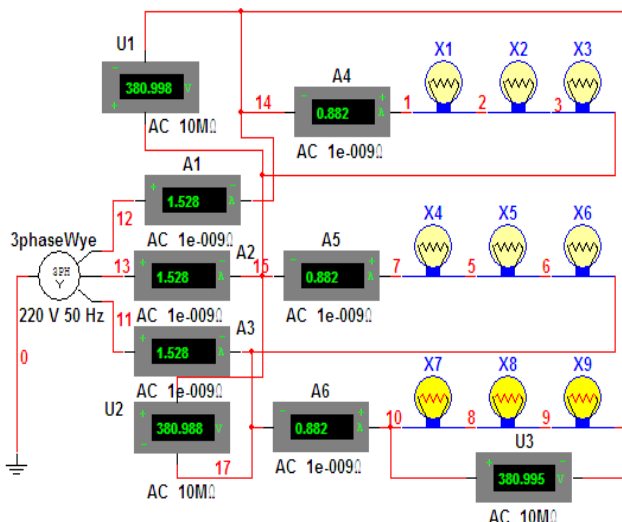 U1
- 380.998 V +
AC 10MΩ
A4
14
0.882 + A
1
AC 1e-009Ω
X1
X2
X3
2
3
A1
12
+ 1.528 - A
AC 1e-009Ω
3phaseWye
3PH
Y
220 V 50 Hz
13
A2
+ 1.528 - A
AC 1e-009Ω
15
A5
0.882 + A
7
AC 1e-009Ω
X4
X5
X6
5
6
11
A3
+ 1.528 - A
AC 1e-009Ω
0
U2
+ 380.988 V -
AC 10MΩ
17
A6
- 0.882 + A
10
AC 1e-009Ω
X7
X8
X9
8
9
U3
+ 380.995 - V
AC 10MΩ